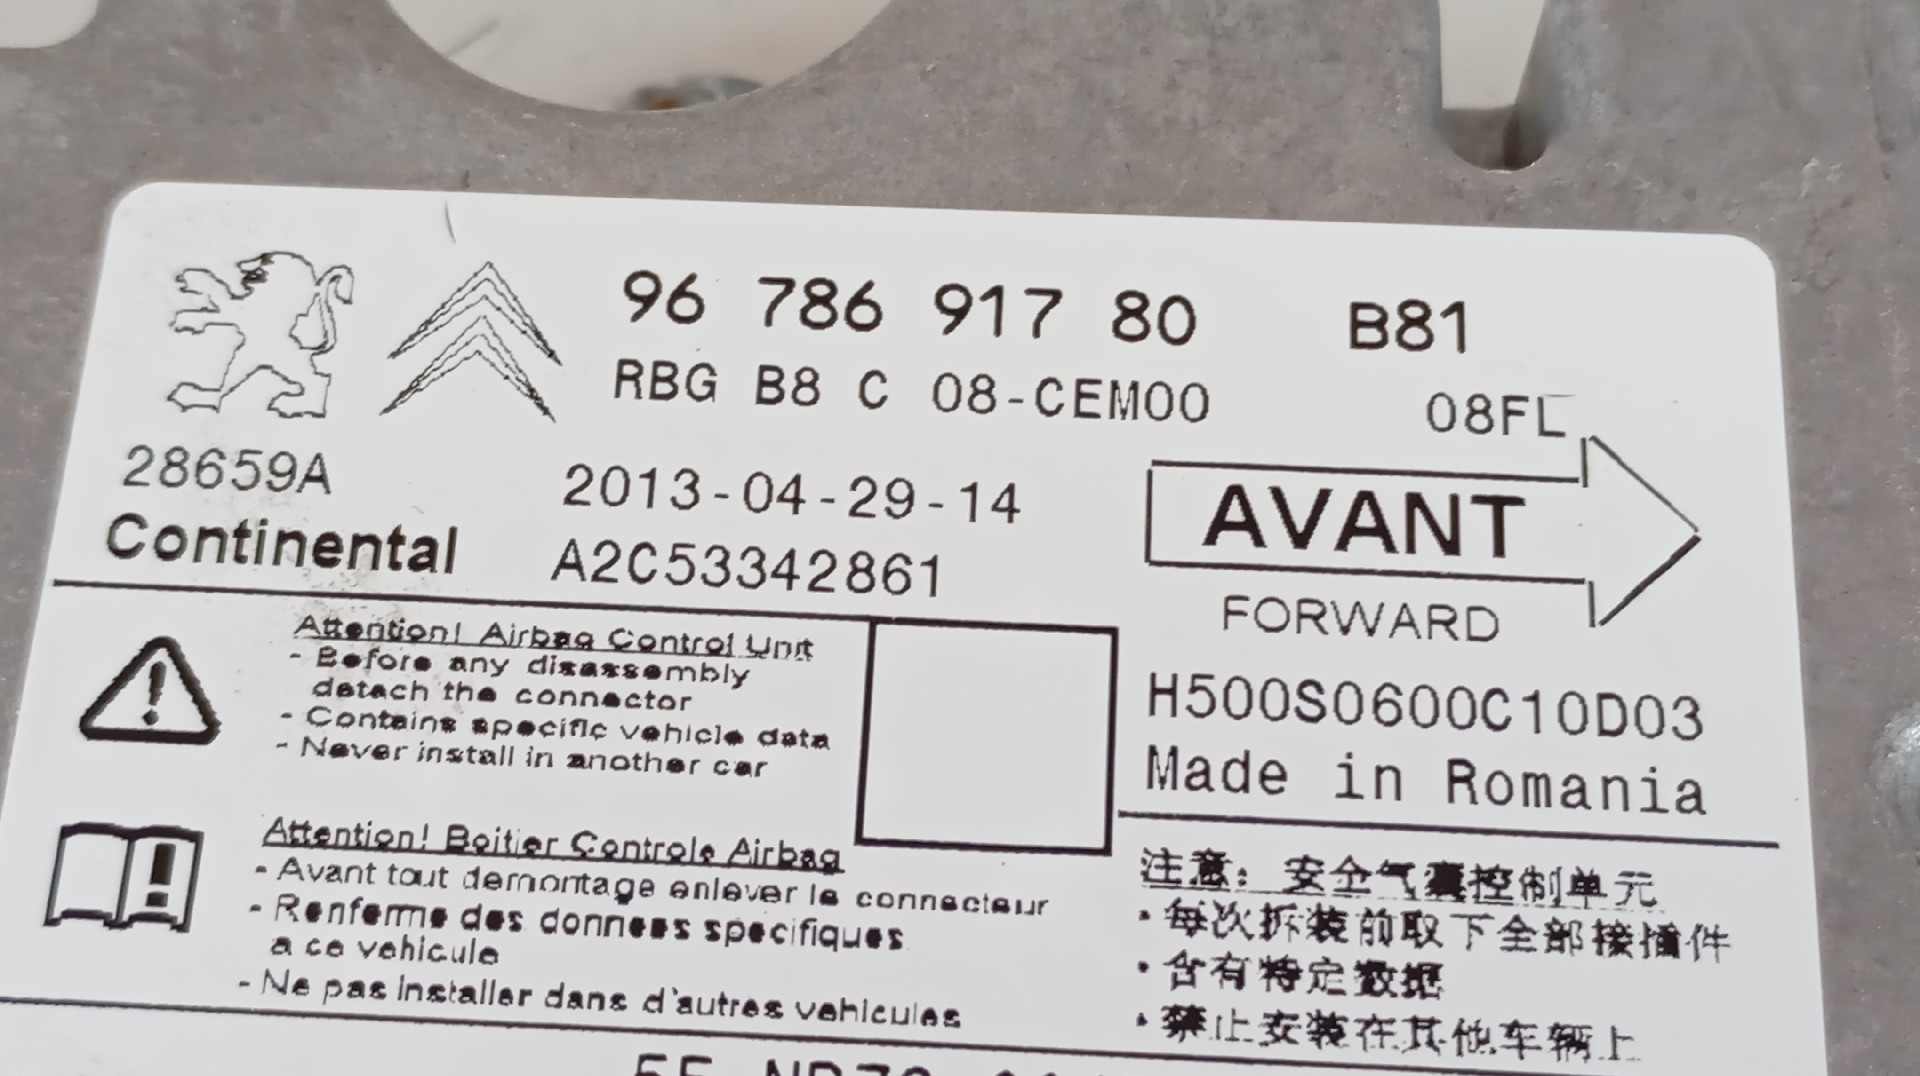 96 786 917 80 B81
RBG B8 C 08-CEM00 08FL
28659A 2013-04-29-14
Continental A2C53342861
AVANT
FORWARD
H500S0600C10D03
Made in Romania
Attention! Airbag Control Unit
- Before any disassembly
detach the connector
- Contains specific vehicle data
- Never install in another car
Attention! Boitier Controle Airbag
- Avant tout demontage enlever le connecteur
- Renferme des donnees specifiques
a ce vehicule
- Ne pas installer dans d'autres vehicules
注意: 安全气囊控制单元
· 每次拆装前取下全部接插件
· 含有特定数据
· 禁止安装在其他车辆上